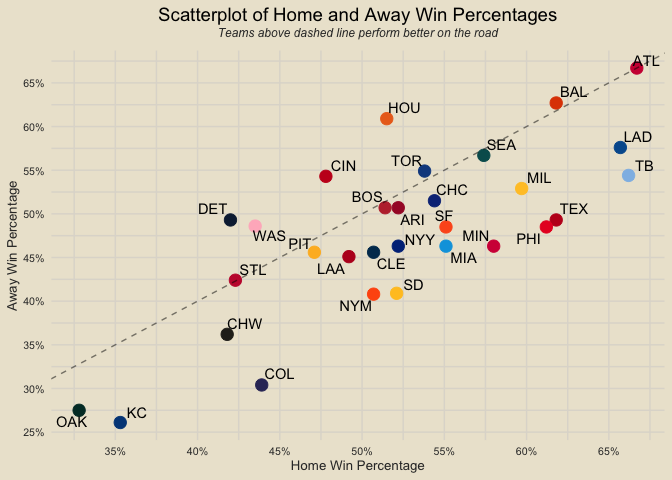 Scatterplot of Home and Away Win Percentages
Teams above dashed line perform better on the road
ATL
65%
BAL
HOU
60%
LAD
SEA
TOR
CIN
TB
55%
MIL
CHC
BOS
DET
TEX
50%
ARI
SF
WAS
PIT
NYY
MIN
PHI
45%
LAA
CLE
MIA
STL
SD
40%
NYM
CHW
35%
COL
30%
OAK
KC
25%
35%
40%
45%
50%
55%
60%
65%
Home Win Percentage
Away Win Percentage